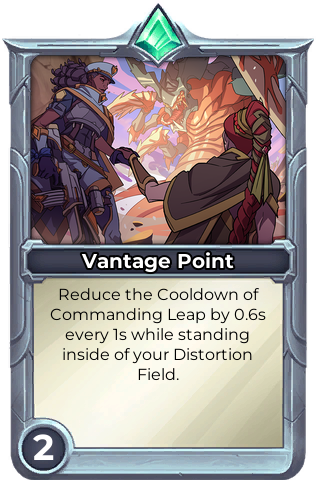 Vantage Point
Reduce the Cooldown of
Commanding Leap by 0.6s
every 1s while standing
inside of your Distortion
Field.
2